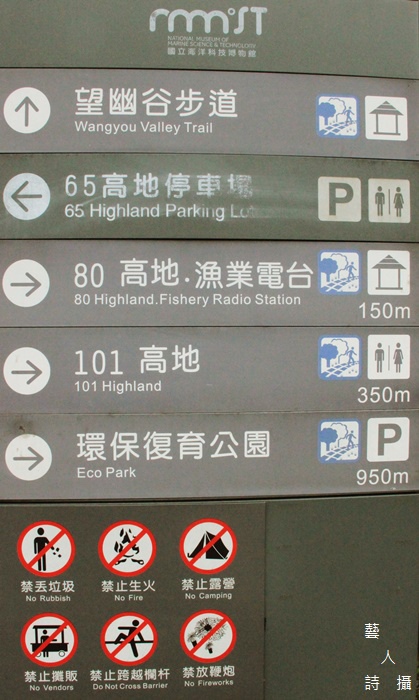 nmmst
NATIONAL MUSEUM OF
MARINE SCIENCE & TECHNOLOGY
國立海洋科技博物館
望幽谷步道
Wangyou Valley Trail
65高地停車場
65 Highland Parking Lot
P
80 高地.漁業電台
80 Highland.Fishery Radio Station
150m
101 高地
101 Highland
350m
環保復育公園
Eco Park
P
950m
禁丟垃圾
No Rubbish
禁止生火
No Fire
禁止露營
No Camping
禁止攤販
No Vendors
禁止跨越欄杆
Do Not Cross Barrier
禁放鞭炮
No Fireworks
藝
人
詩 攝